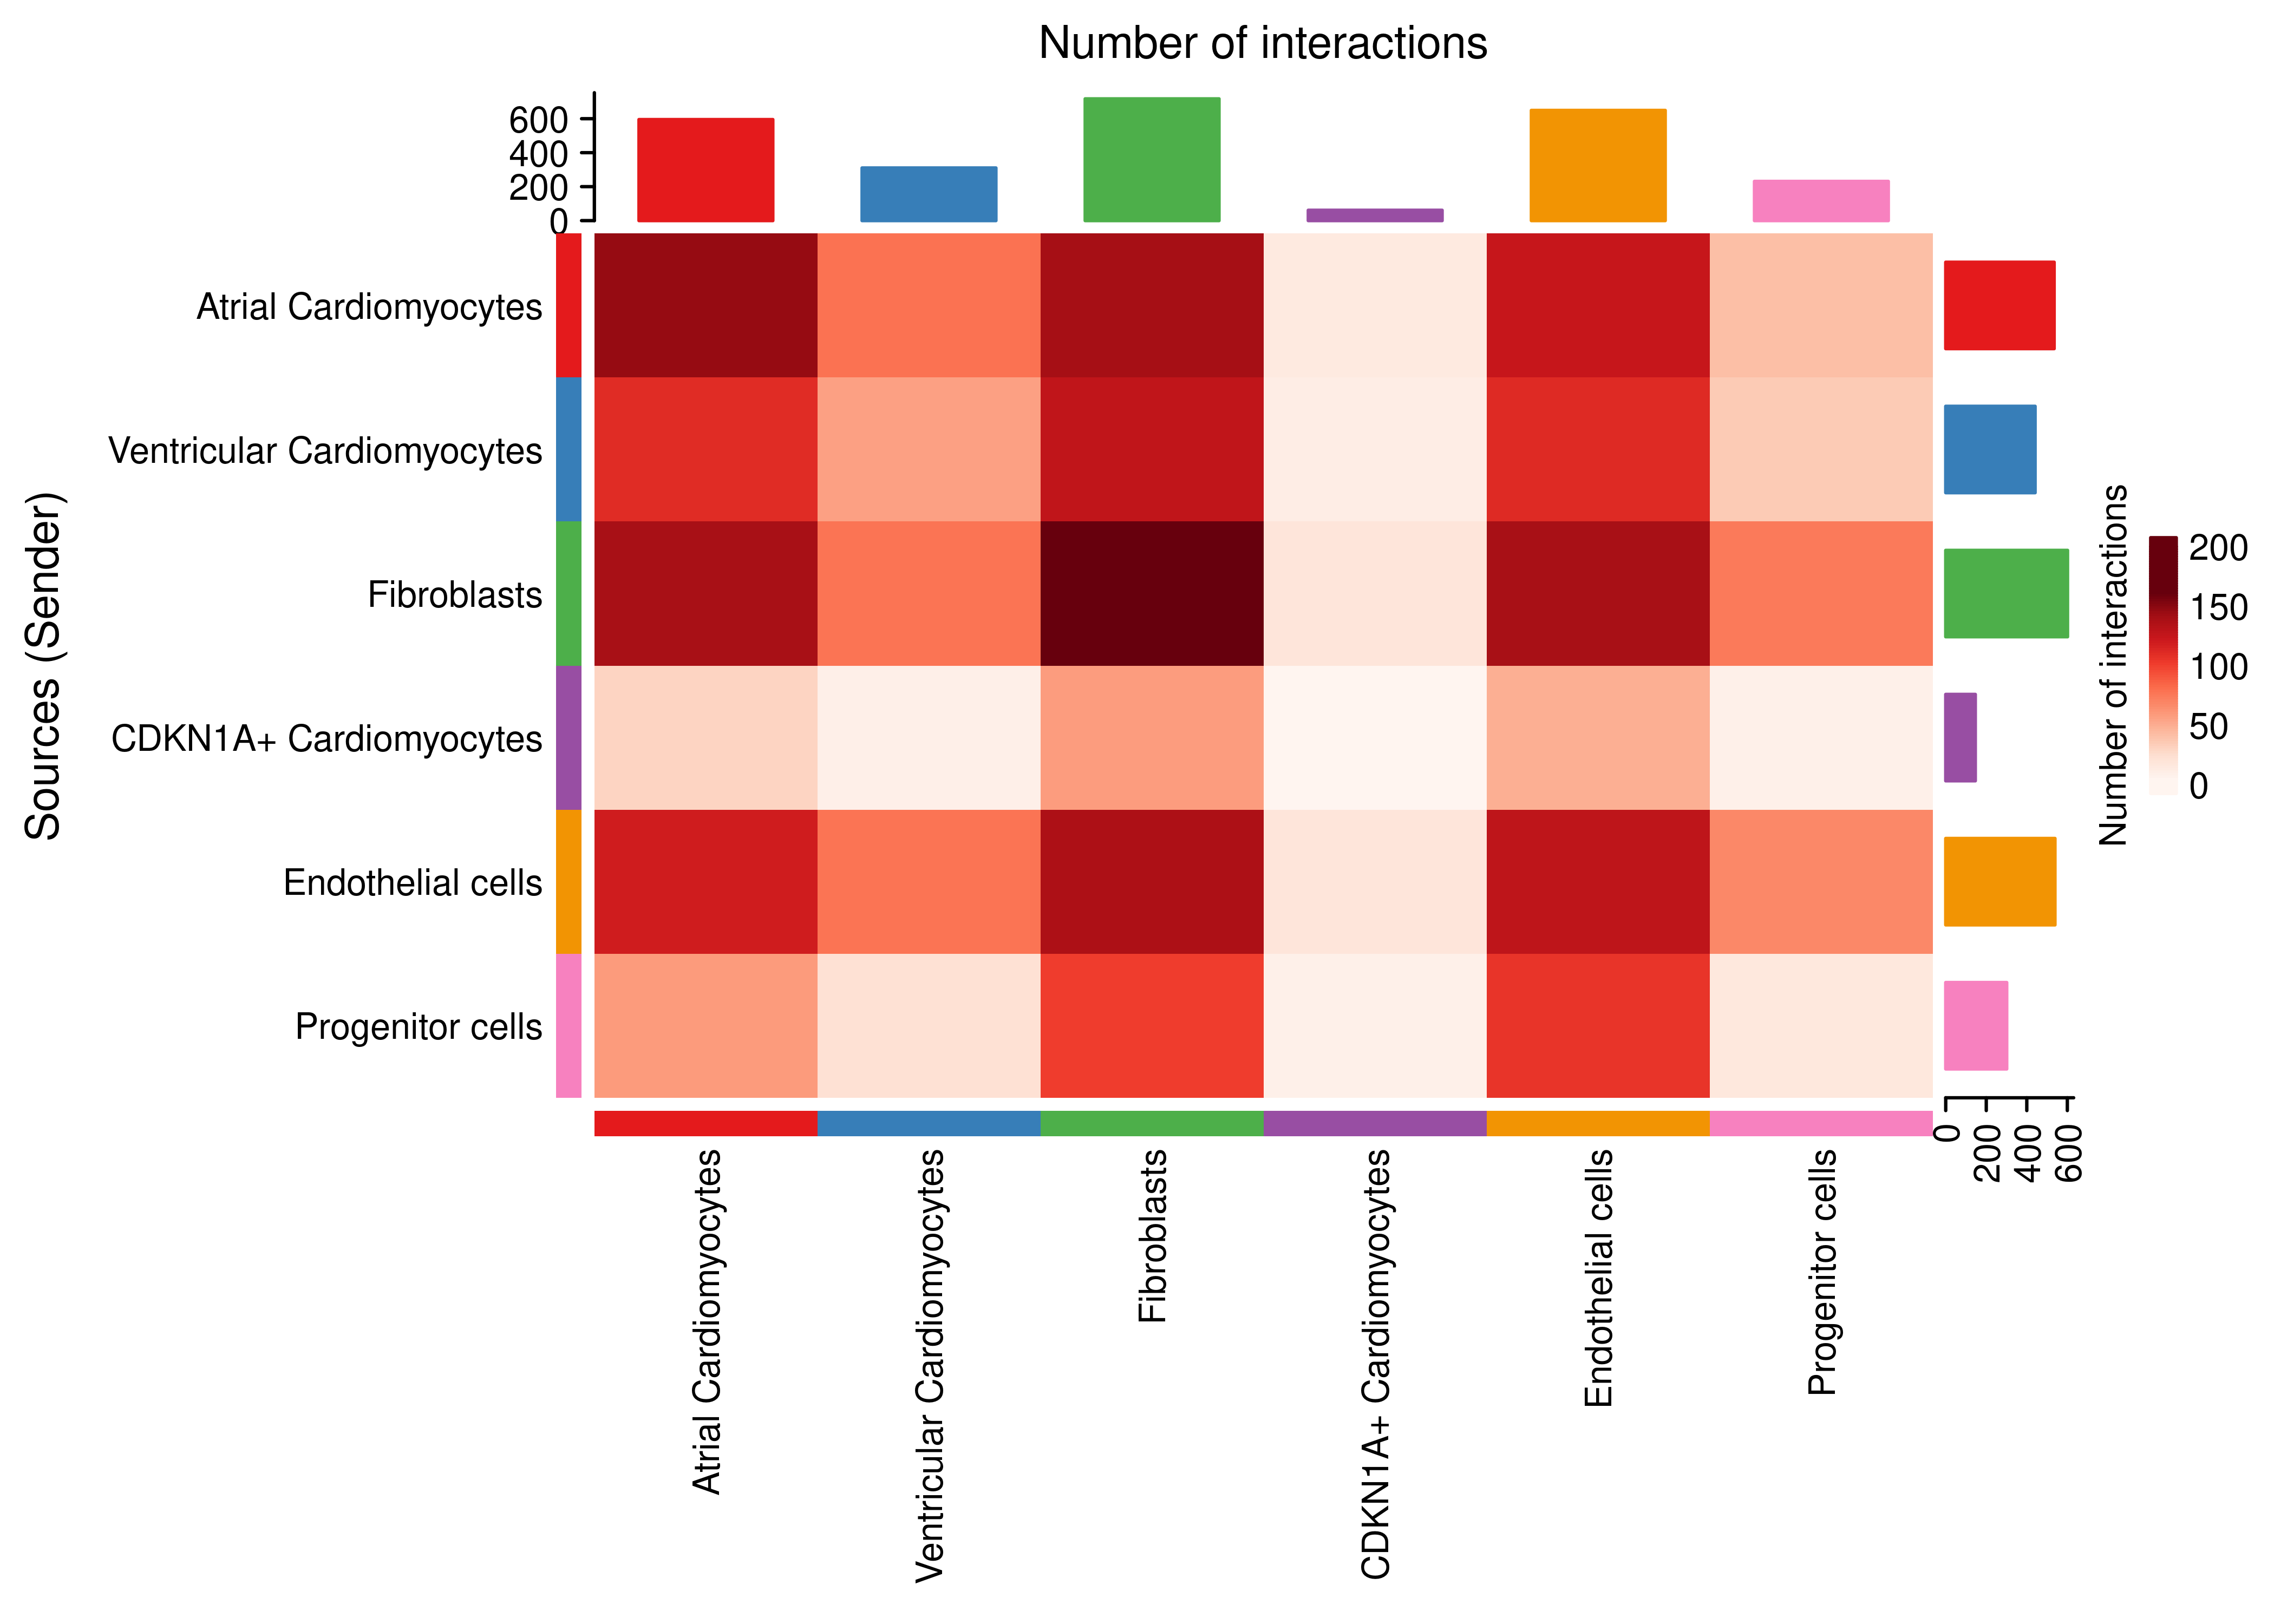 Number of interactions
600
400
200
0
Atrial Cardiomyocytes
Ventricular Cardiomyocytes
Fibroblasts
CDKN1A+ Cardiomyocytes
Endothelial cells
Progenitor cells
Sources (Sender)
Atrial Cardiomyocytes
Ventricular Cardiomyocytes
Fibroblasts
CDKN1A+ Cardiomyocytes
Endothelial cells
Progenitor cells
0
200
400
600
Number of interactions
200
150
100
50
0